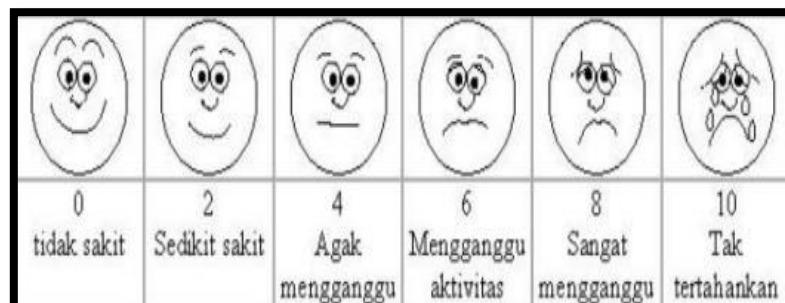 0
tidak sakit
2
Sedikit sakit
4
Agak
mengganggu
6
Mengganggu
aktivitas
8
Sangat
mengganggu
10
Tak
tertahankan